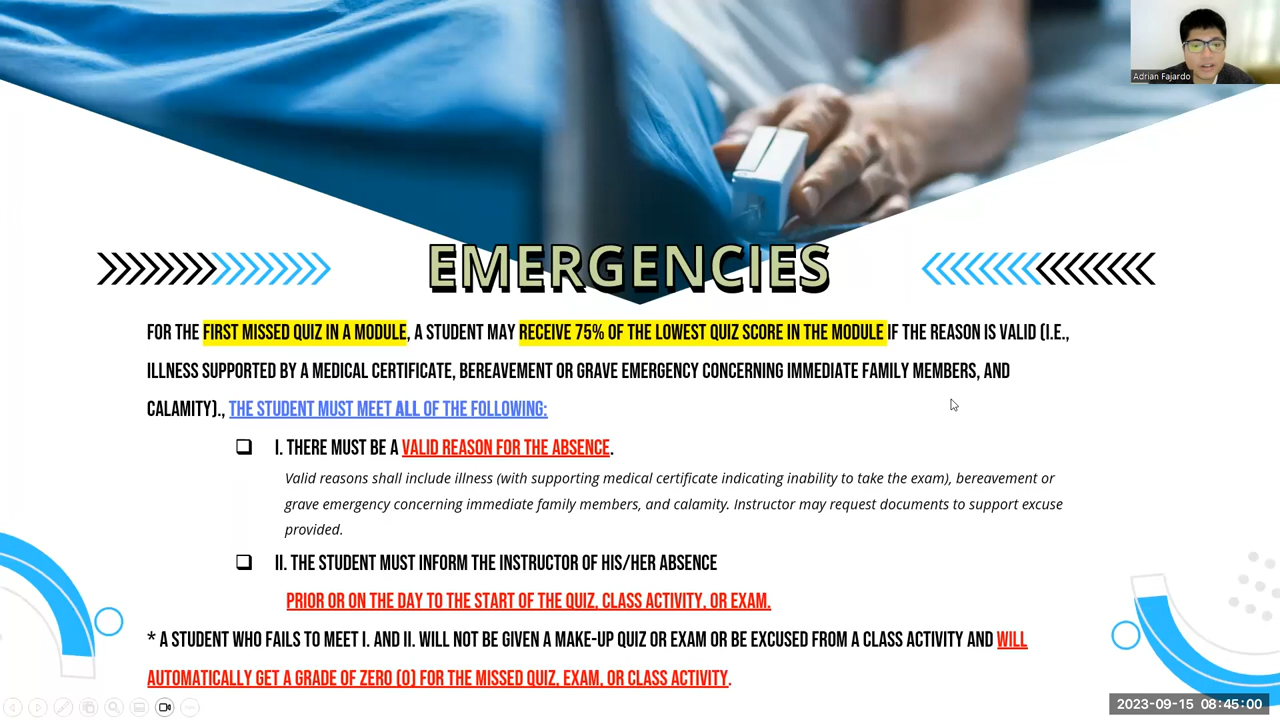 Adrian Fajardo
EMERGENCIES
FOR THE FIRST MISSED QUIZ IN A MODULE, A STUDENT MAY RECEIVE 75% OF THE LOWEST QUIZ SCORE IN THE MODULE IF THE REASON IS VALID (I.E.,
ILLNESS SUPPORTED BY A MEDICAL CERTIFICATE, BEREAVEMENT OR GRAVE EMERGENCY CONCERNING IMMEDIATE FAMILY MEMBERS, AND
CALAMITY)., THE STUDENT MUST MEET ALL OF THE FOLLOWING:
I. THERE MUST BE A VALID REASON FOR THE ABSENCE.
Valid reasons shall include illness (with supporting medical certificate indicating inability to take the exam), bereavement or
grave emergency concerning immediate family members, and calamity. Instructor may request documents to support excuse
provided.
II. THE STUDENT MUST INFORM THE INSTRUCTOR OF HIS/HER ABSENCE
PRIOR OR ON THE DAY TO THE START OF THE QUIZ, CLASS ACTIVITY, OR EXAM.
* A STUDENT WHO FAILS TO MEET I. AND II. WILL NOT BE GIVEN A MAKE-UP QUIZ OR EXAM OR BE EXCUSED FROM A CLASS ACTIVITY AND WILL
AUTOMATICALLY GET A GRADE OF ZERO (0) FOR THE MISSED QUIZ, EXAM, OR CLASS ACTIVITY.
2023-09-15 08:45:00